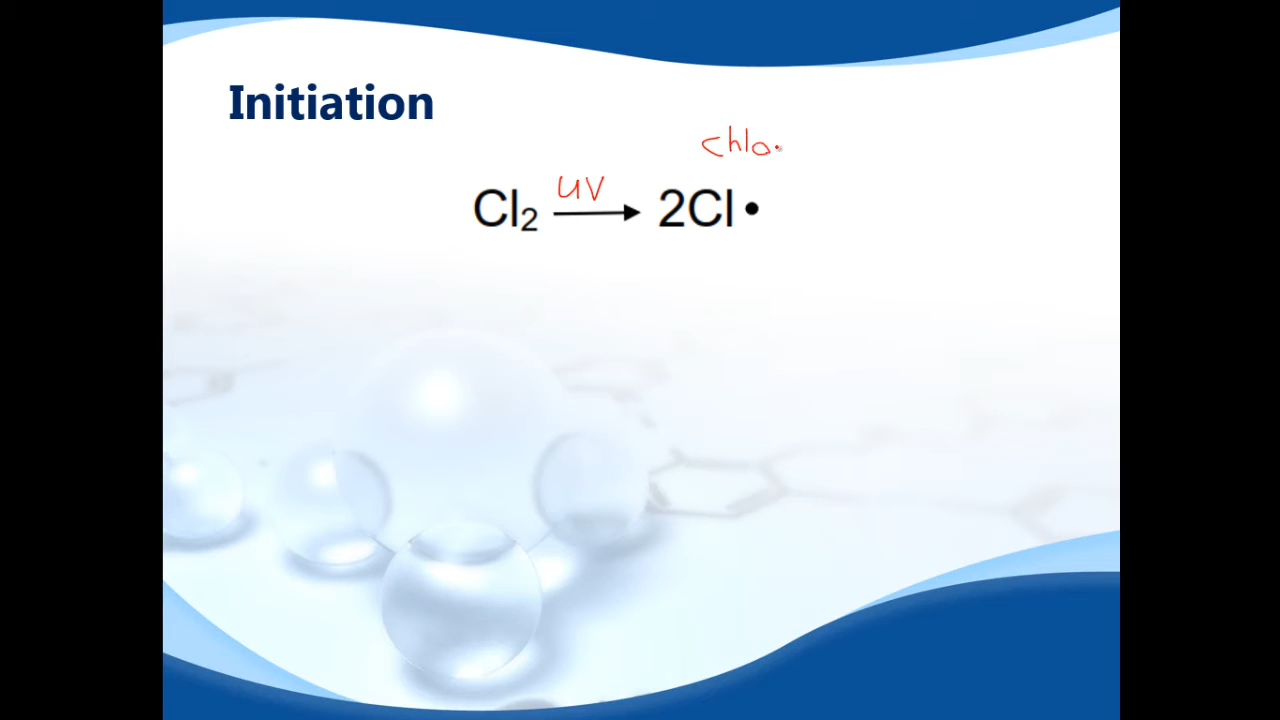 Initiation
chlo
UV
Cl₂ → 2Cl•